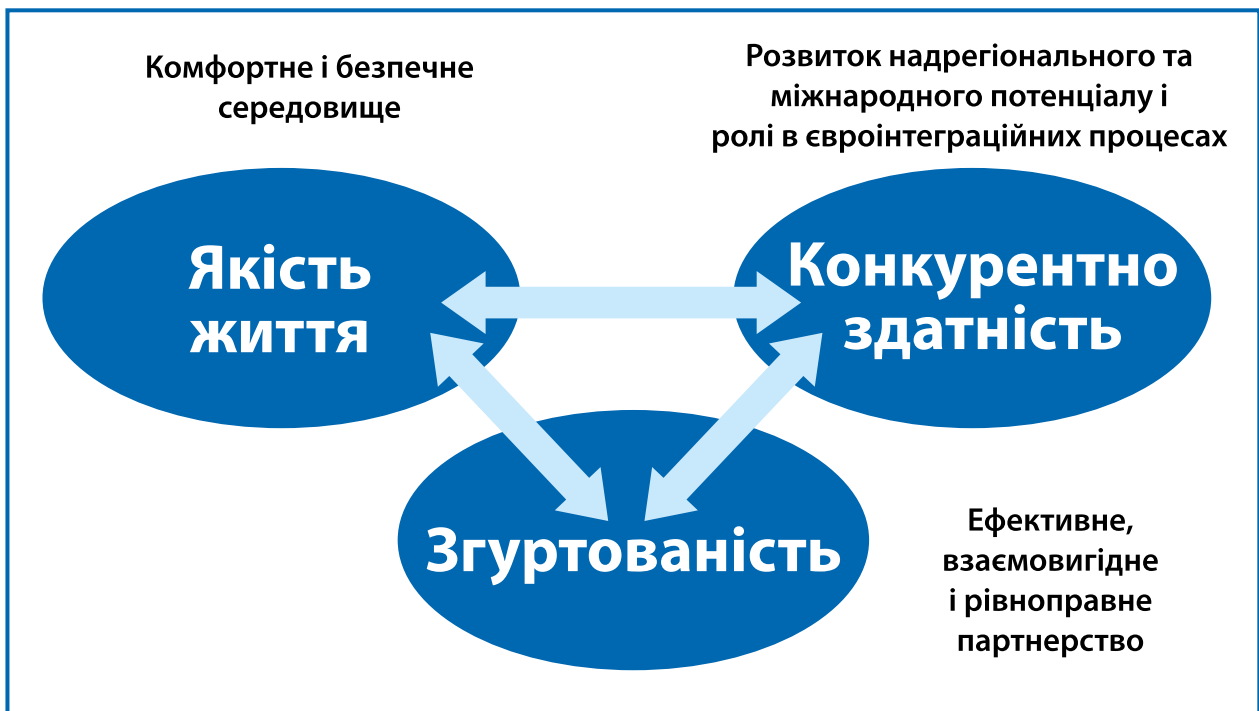 Комфортне і безпечне
середовище
Розвиток надрегіонального та
міжнародного потенціалу і
ролі в євроінтеграційних процесах
Якість
життя
Конкурентно
здатність
Згуртованість
Ефективне,
взаємовигідне
і рівноправне
партнерство